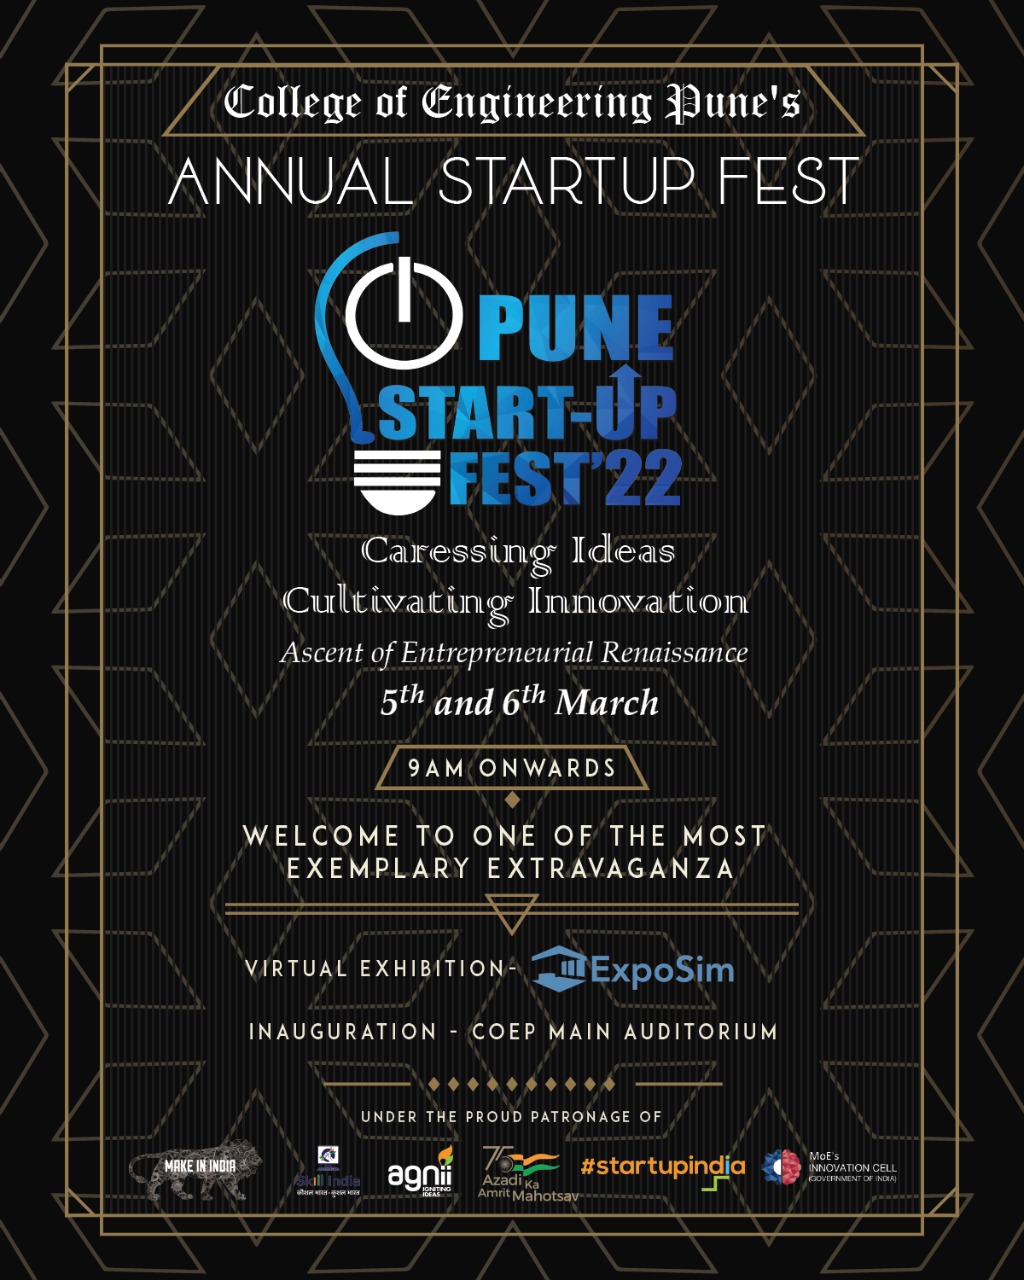 College of Engineering Pune's
ANNUAL STARTUP FEST
PUNE
START-UP
FEST'22
Caressing Ideas
Cultivating Innovation
Ascent of Entrepreneurial Renaissance
5th and 6th March
9AM ONWARDS
WELCOME TO ONE OF THE MOST
EXEMPLARY EXTRAVAGANZA
VIRTUAL EXHIBITION- ExpoSim
INAUGURATION - COEP MAIN AUDITORIUM
UNDER THE PROUD PATRONAGE OF
MAKE IN INDIA
Skill India
कौशल भारत - कुशल भारत
agnii
IGNITING
IDEAS
75
Azadi Ka
Amrit Mahotsav
#startupindia
MoE's
INNOVATION CELL
(GOVERNMENT OF INDIA)